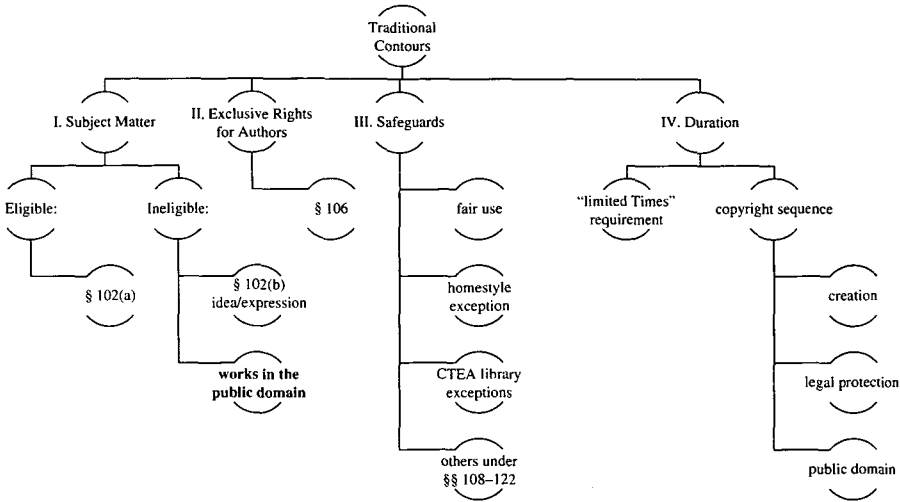 Traditional
Contours
I. Subject Matter
II. Exclusive Rights
for Authors
III. Safeguards
IV. Duration
Eligible:
Ineligible:
§ 106
fair use
"limited Times"
requirement
copyright sequence
§ 102(a)
§ 102(b)
idea/expression
homestyle
exception
creation
works in the
public domain
CTEA library
exceptions
legal protection
others under
§§ 108–122
public domain